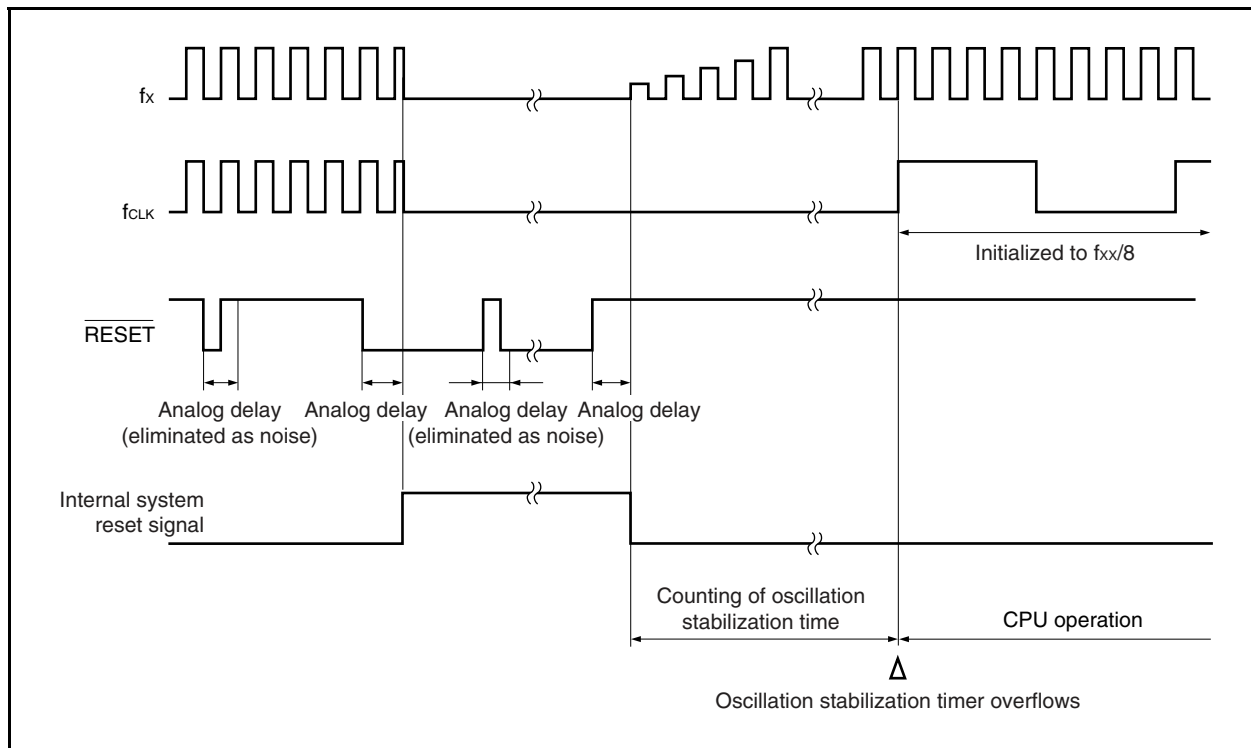 fX
fCLK
Initialized to fXX/8
RESET
Analog delay
(eliminated as noise)
Analog delay
Analog delay
(eliminated as noise)
Analog delay
Internal system
reset signal
Counting of oscillation
stabilization time
CPU operation
Oscillation stabilization timer overflows